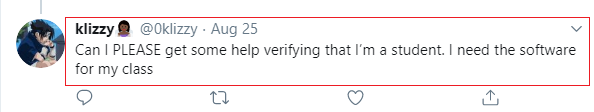 klizzy💁🏿‍♀️ @0klizzy · Aug 25
Can I PLEASE get some help verifying that I'm a student. I need the software
for my class